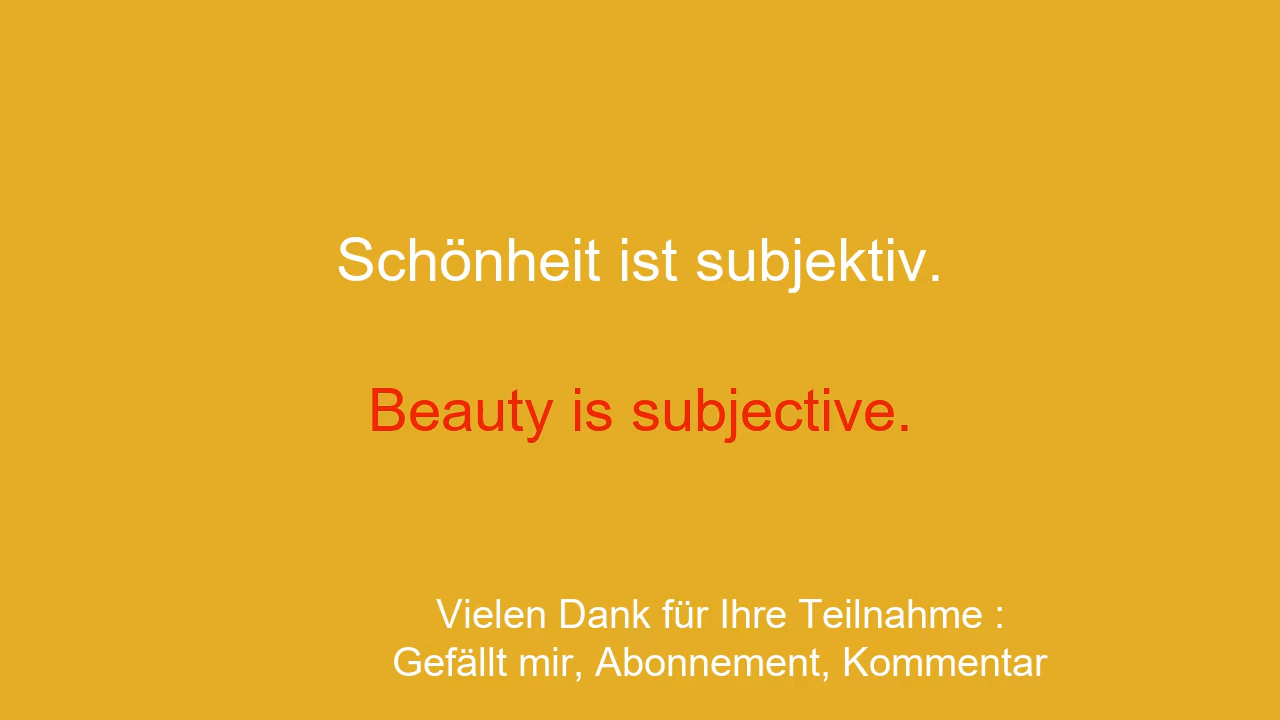 Schönheit ist subjektiv.
Beauty is subjective.
Vielen Dank für Ihre Teilnahme :
Gefällt mir, Abonnement, Kommentar